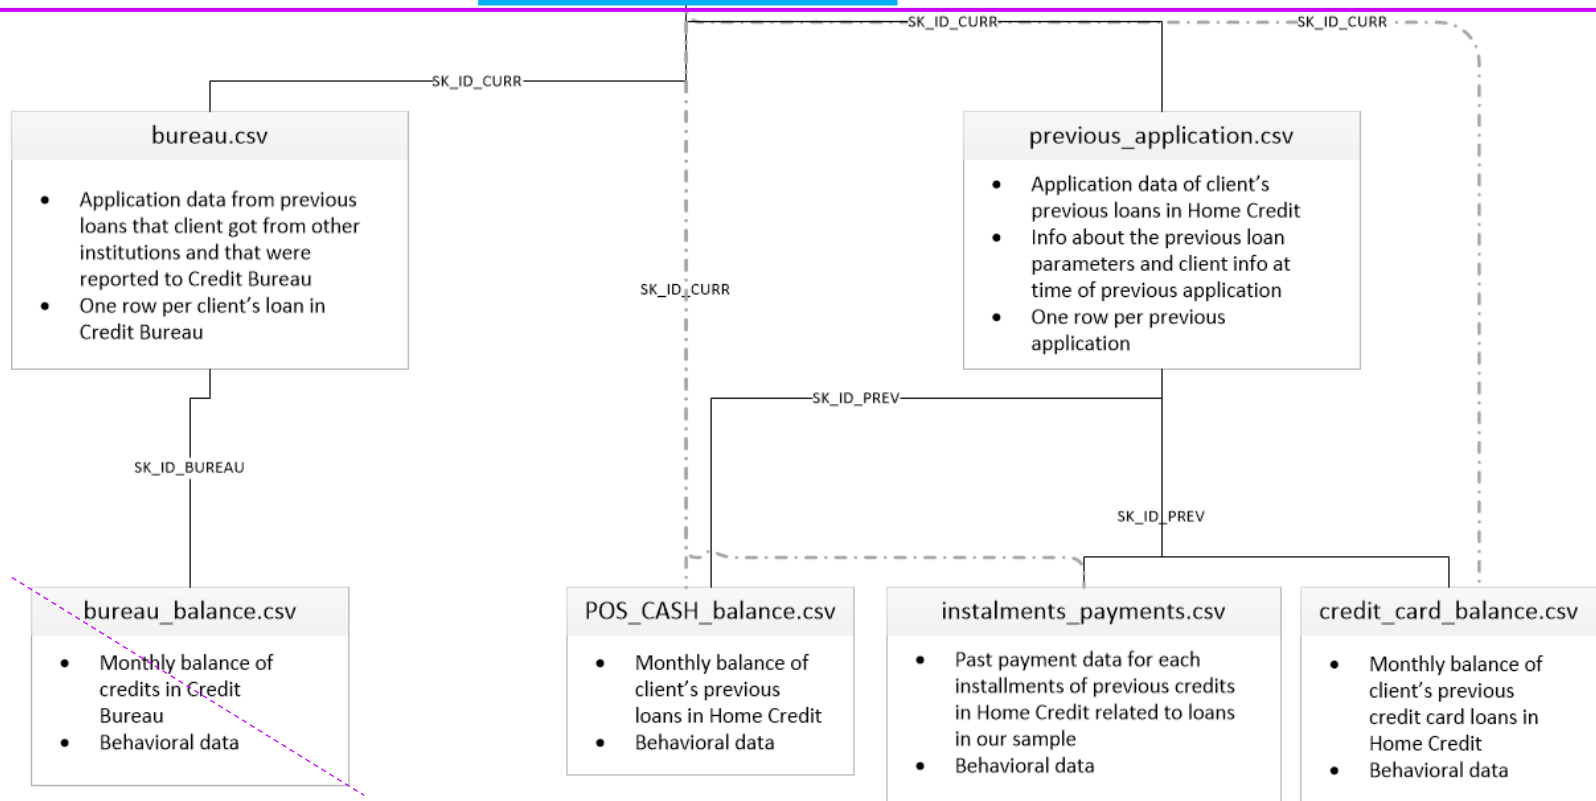 SK_ID_CURR
SK_ID_CURR
SK_ID_CURR
bureau.csv
• Application data from previous
loans that client got from other
institutions and that were
reported to Credit Bureau
• One row per client's loan in
Credit Bureau
previous_application.csv
• Application data of client's
previous loans in Home Credit
• Info about the previous loan
parameters and client info at
time of previous application
• One row per previous
application
SK_ID_CURR
SK_ID_PREV
SK_ID_BUREAU
SK_ID_PREV
bureau_balance.csv
• Monthly balance of
credits in Credit
Bureau
• Behavioral data
POS_CASH_balance.csv
• Monthly balance of
client's previous
loans in Home Credit
• Behavioral data
instalments_payments.csv
• Past payment data for each
installments of previous credits
in Home Credit related to loans
in our sample
• Behavioral data
credit_card_balance.csv
• Monthly balance of
client's previous
credit card loans in
Home Credit
• Behavioral data